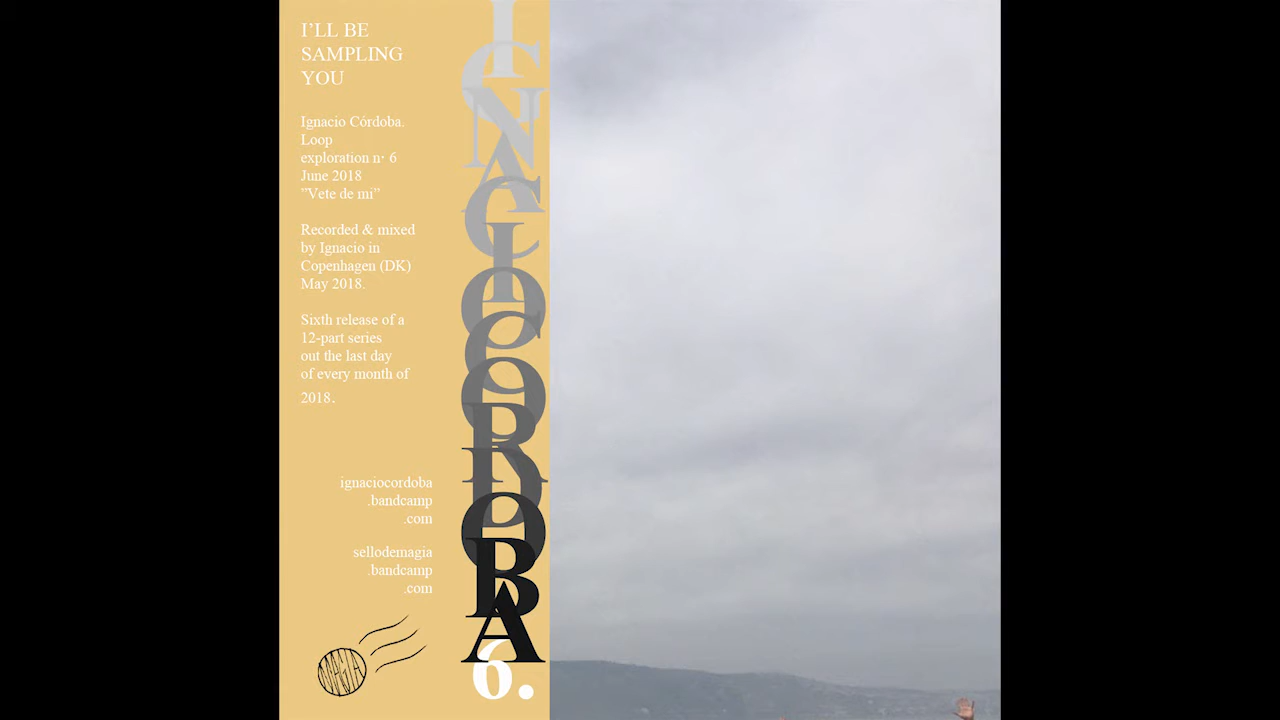 I’LL BE
SAMPLING
YOU
Ignacio Córdoba.
Loop
exploration n· 6
June 2018
”Vete de mi”
Recorded & mixed
by Ignacio in
Copenhagen (DK)
May 2018.
Sixth release of a
12-part series
out the last day
of every month of
2018.
ignaciocordoba
.bandcamp
.com
sellodemagia
.bandcamp
.com
MAGIA
IGNACIOCORDOBA
6.